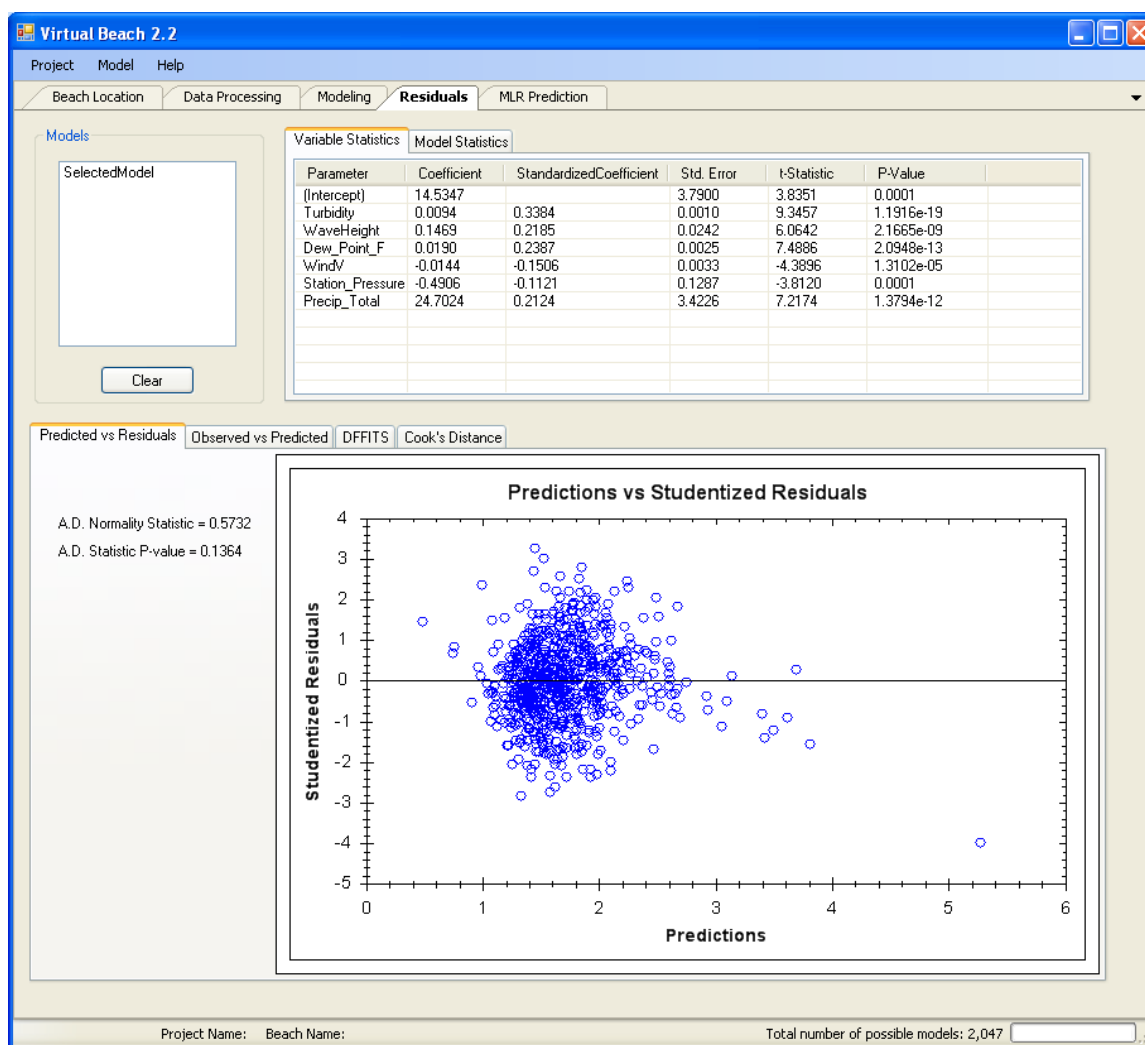 Virtual Beach 2.2
Project Model Help
Beach Location Data Processing Modeling Residuals MLR Prediction
Models
SelectedModel
Clear
Variable Statistics Model Statistics
Parameter Coefficient StandardizedCoefficient Std. Error t-Statistic P-Value
(Intercept) 14.5347 3.7900 3.8351 0.0001
Turbidity 0.0094 0.3384 0.0010 9.3457 1.1916e-19
WaveHeight 0.1469 0.2185 0.0242 6.0642 2.1665e-09
Dew_Point_F 0.0190 0.2387 0.0025 7.4886 2.0948e-13
WindV -0.0144 -0.1506 0.0033 -4.3896 1.3102e-05
Station_Pressure -0.4906 -0.1121 0.1287 -3.8120 0.0001
Precip_Total 24.7024 0.2124 3.4226 7.2174 1.3794e-12
Predicted vs Residuals Observed vs Predicted DFFITS Cook's Distance
A.D. Normality Statistic = 0.5732
A.D. Statistic P-value = 0.1364
Predictions vs Studentized Residuals
Studentized Residuals
4
3
2
1
0
-1
-2
-3
-4
-5
0 1 2 3 4 5 6
Predictions
Project Name: Beach Name: Total number of possible models: 2,047